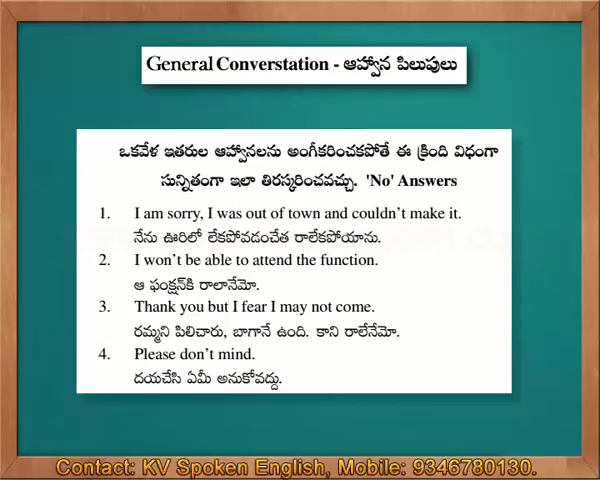 General Converstation - ఆహ్వాన పిలుపులు
ఒకవేళ ఇతరుల ఆహ్వానలను అంగీకరించకపోతే ఈ క్రింది విధంగా
సున్నితంగా ఇలా తిరస్కరించవచ్చు. 'No' Answers
1. I am sorry, I was out of town and couldn't make it.
నేను ఊరిలో లేకపోవడంచేత రాలేకపోయాను.
2. I won't be able to attend the function.
ఆ ఫంక్షన్‌కి రాలానేమో.
3. Thank you but I fear I may not come.
రమ్మని పిలిచారు, బాగానే ఉంది. కాని రాలేనేమో.
4. Please don't mind.
దయచేసి ఏమీ అనుకోవద్దు.
Contact: KV Spoken English, Mobile: 9346780130.